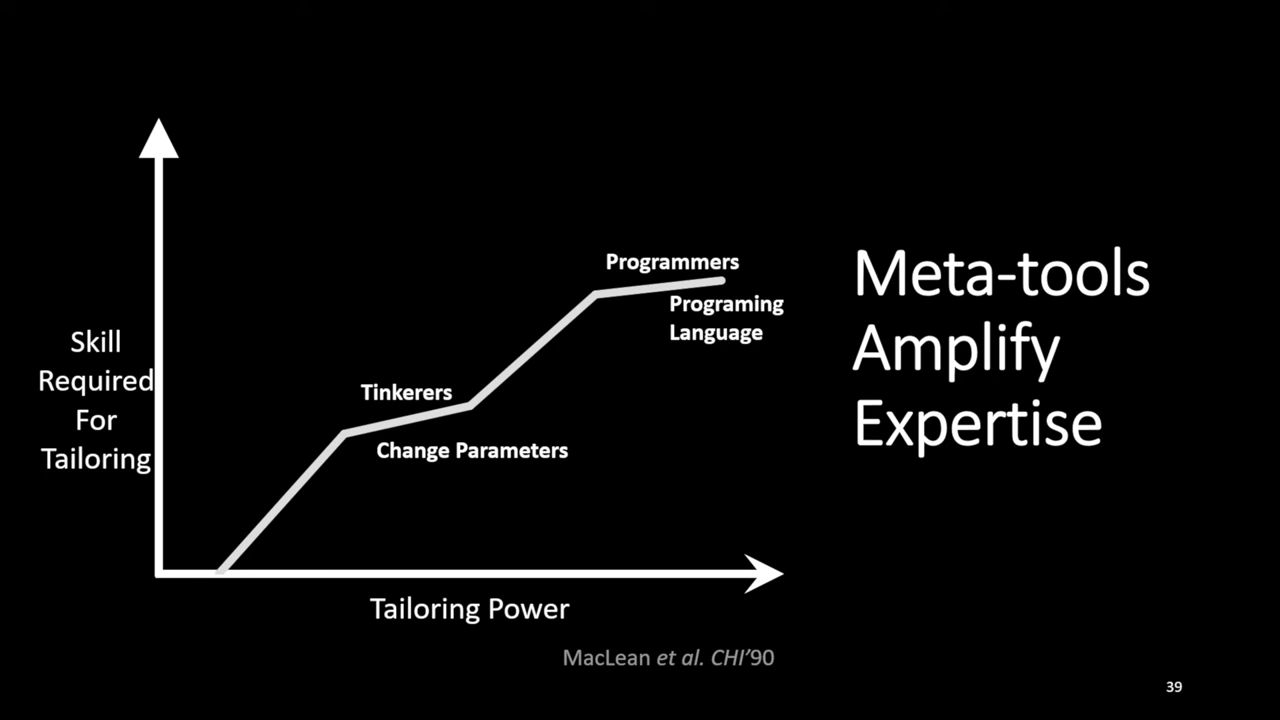 Programmers
Programing
Language
Skill
Required
For
Tailoring
Tinkerers
Change Parameters
Tailoring Power
MacLean et al. CHI’90
Meta-tools
Amplify
Expertise
39